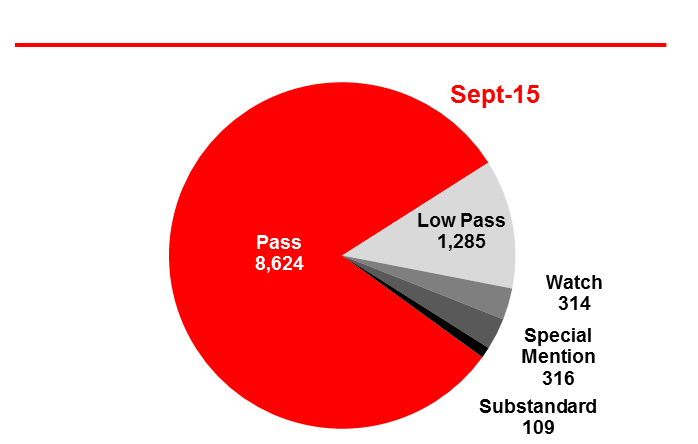 Sept-15
Pass
8,624
Low Pass
1,285
Watch
314
Special
Mention
316
Substandard
109